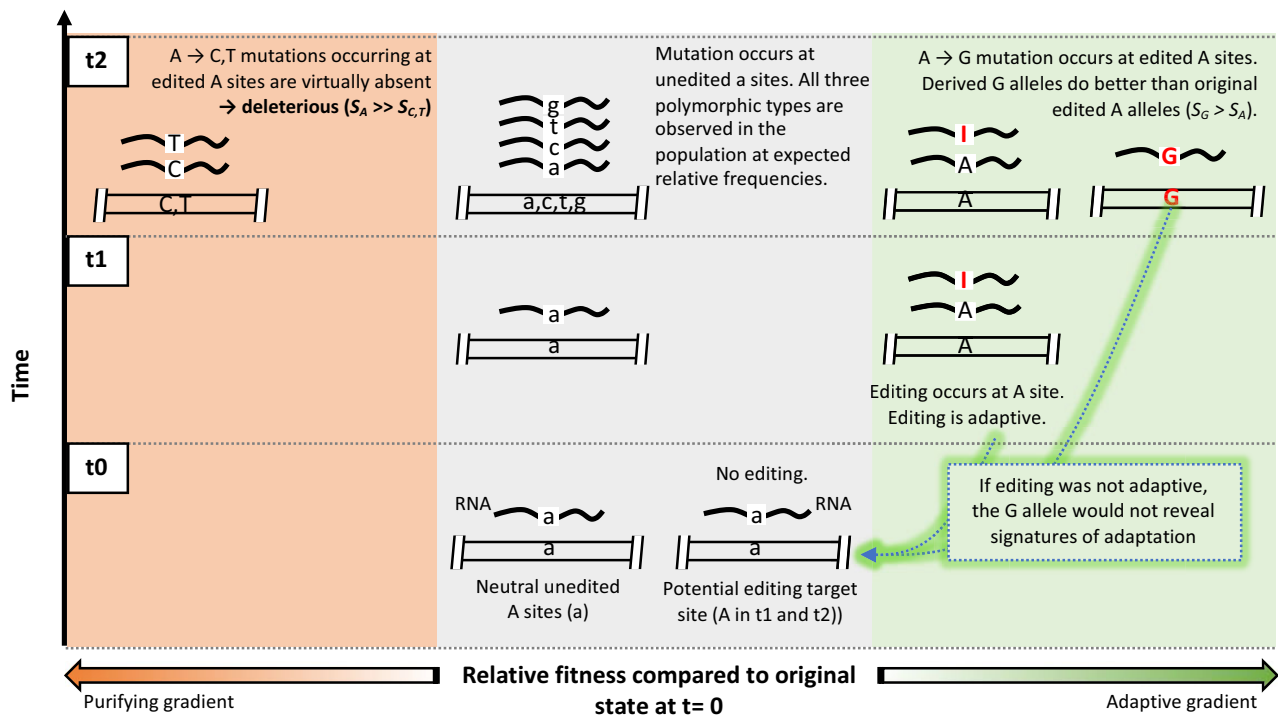 t2
A → C,T mutations occurring at
edited A sites are virtually absent
→ deleterious (S_A >> S_C,T)
T
C
C,T
g
t
c
a
a,c,t,g
Mutation occurs at
unedited a sites. All three
polymorphic types are
observed in the
population at expected
relative frequencies.
A → G mutation occurs at edited A sites.
Derived G alleles do better than original
edited A alleles (S_G > S_A).
I
A
A
G
G
t1
a
a
I
A
A
Editing occurs at A site.
Editing is adaptive.
t0
RNA
a
a
Neutral unedited
A sites (a)
No editing.
a
RNA
a
Potential editing target
site (A in t1 and t2))
If editing was not adaptive,
the G allele would not reveal
signatures of adaptation
Time
Purifying gradient
Relative fitness compared to original
state at t= 0
Adaptive gradient